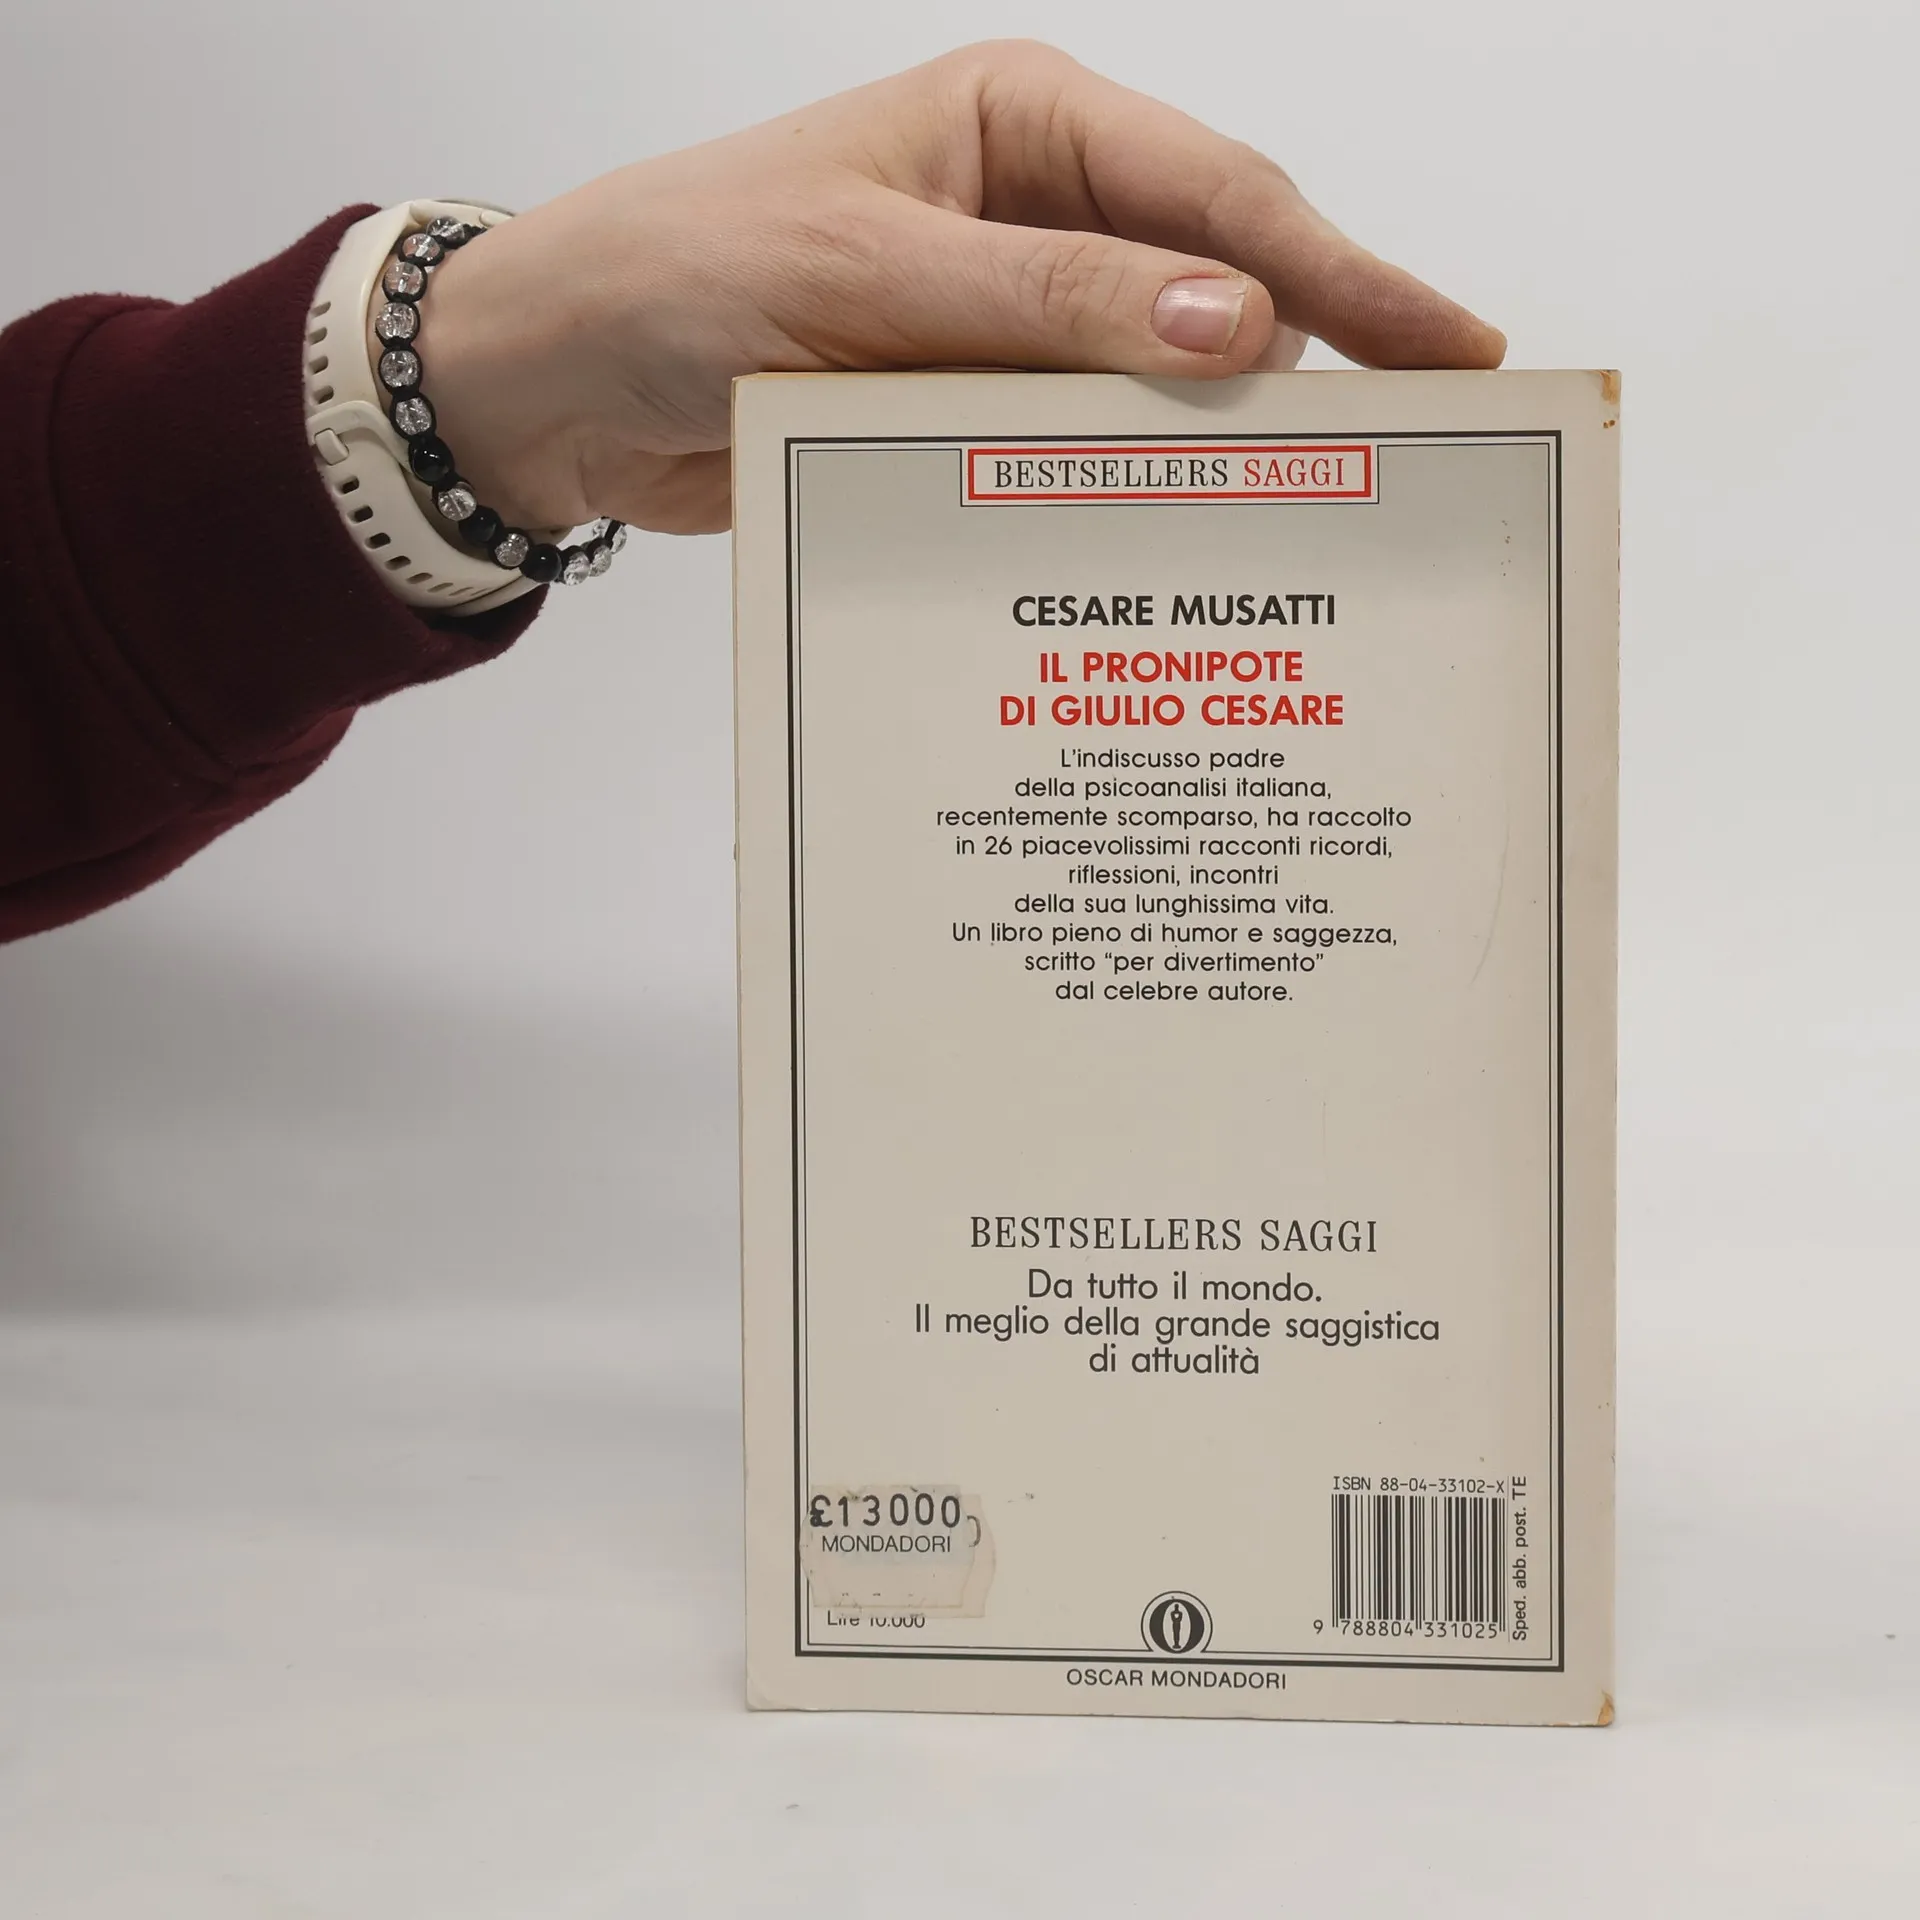 BESTSELLERS SAGGI
CESARE MUSATTI
IL PRONIPOTE
DI GIULIO CESARE
L'indiscusso padre
della psicoanalisi italiana,
recentemente scomparso, ha raccolto
in 26 piacevolissimi racconti ricordi,
riflessioni, incontri
della sua lunghissima vita.
Un libro pieno di humor e saggezza,
scritto “per divertimento”
dal celebre autore.
BESTSELLERS SAGGI
Da tutto il mondo.
Il meglio della grande saggistica
di attualità
£13000
MONDADORI
Lire 10.000
ISBN 88-04-33102-X
9 788804 331025
Sped. abb. post. TE
OSCAR MONDADORI